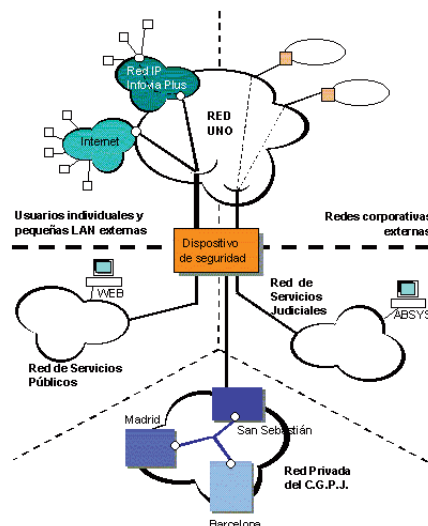 Red IP
Infovía Plus
RED
UNO
Internet
Usuarios individuales y
pequeñas LAN externas
Redes corporativas
externas
Dispositivo
de seguridad
WEB
Red de
Servicios
Judiciales
ABSYS
Red de Servicios
Públicos
Madrid
San Sebastián
Red Privada
del C.G.P.J.
Barcelona